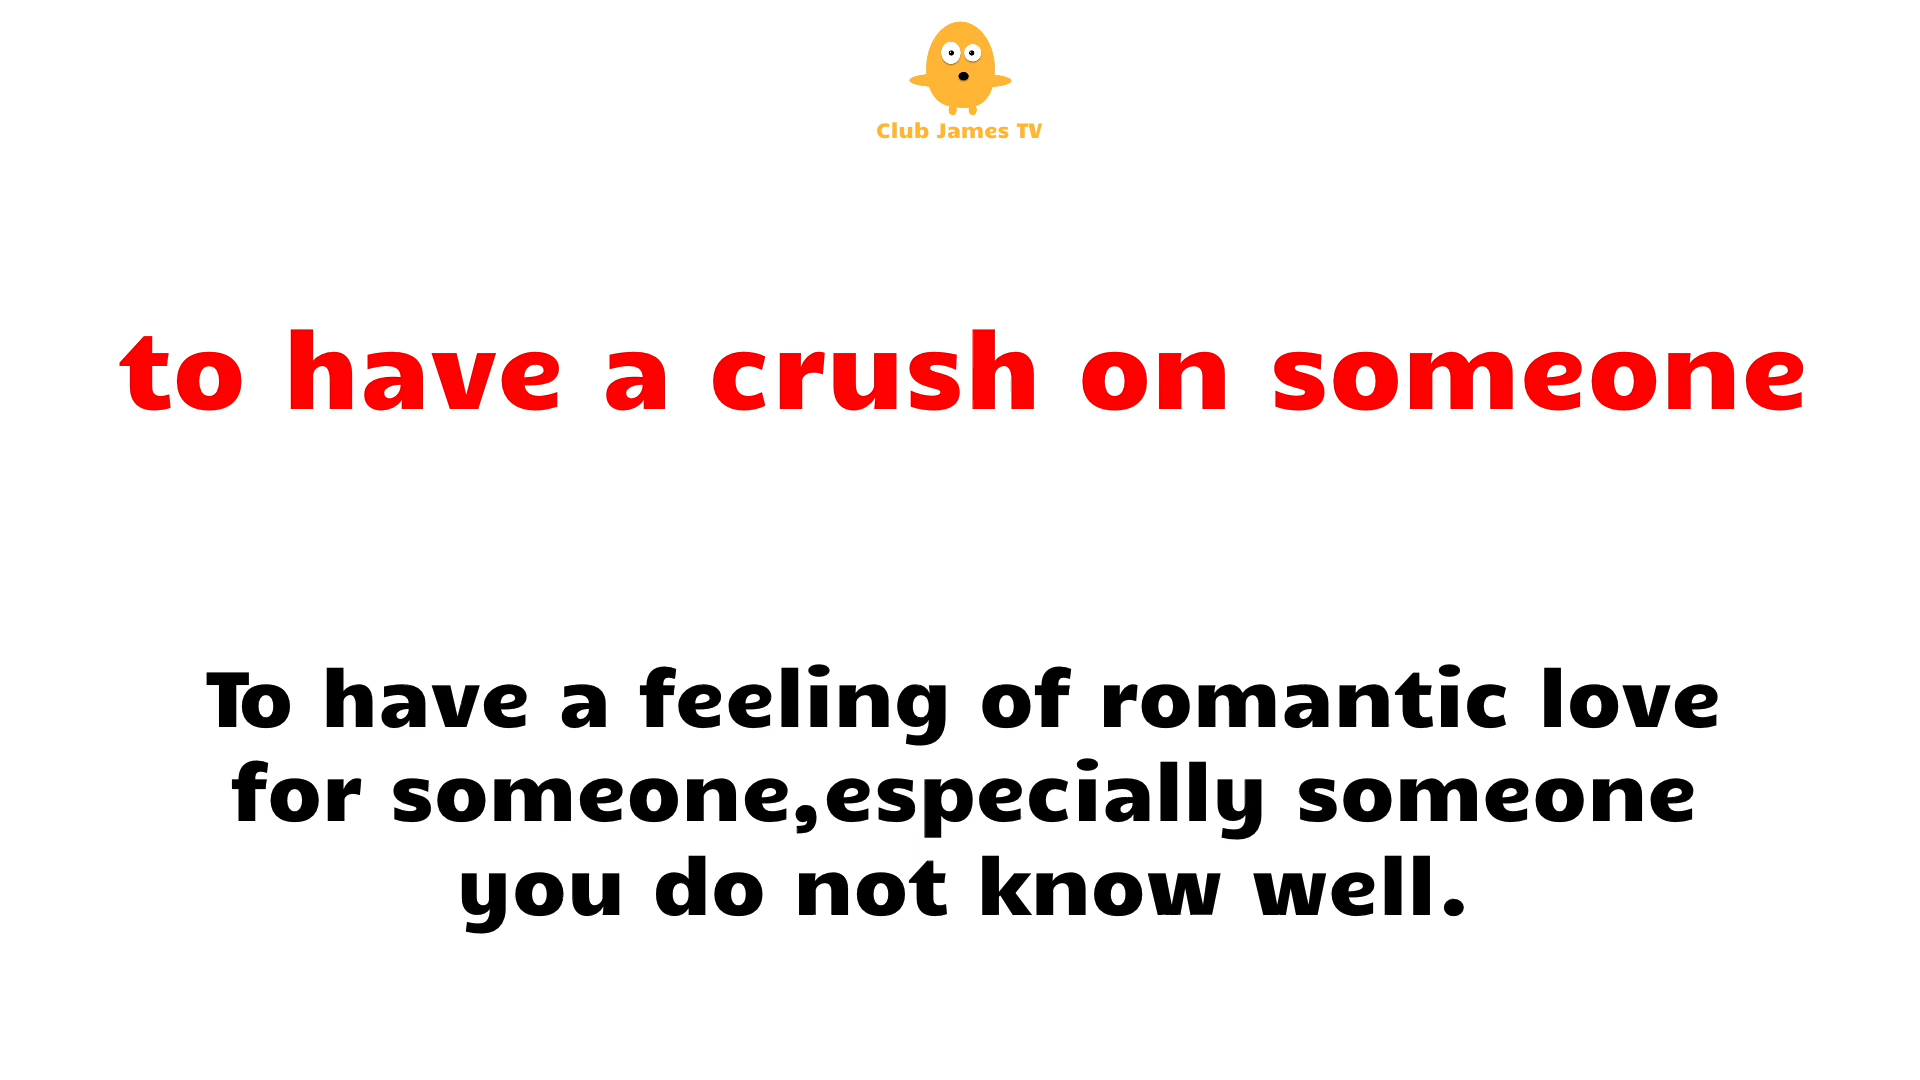 Club James TV
to have a crush on someone
To have a feeling of romantic love
for someone,especially someone
you do not know well.